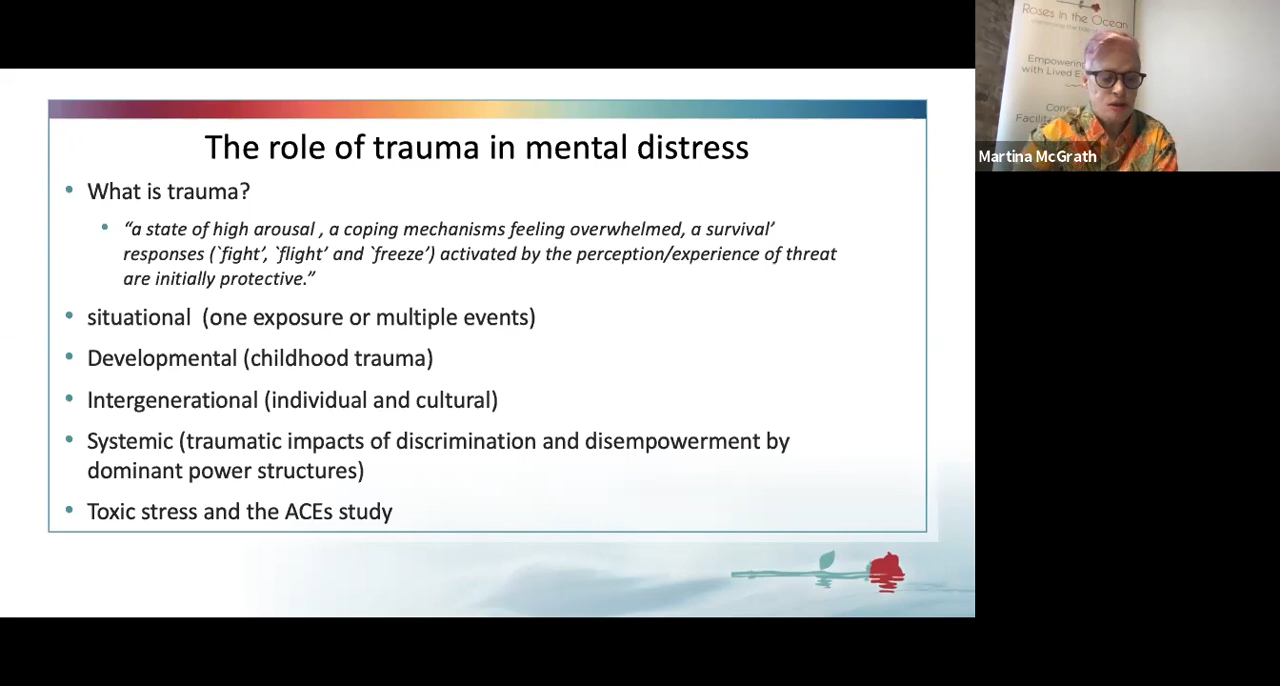 The role of trauma in mental distress
What is trauma?
“a state of high arousal , a coping mechanisms feeling overwhelmed, a survival’
responses (`fight’, `flight’ and `freeze’) activated by the perception/experience of threat
are initially protective.”
situational (one exposure or multiple events)
Developmental (childhood trauma)
Intergenerational (individual and cultural)
Systemic (traumatic impacts of discrimination and disempowerment by
dominant power structures)
Toxic stress and the ACEs study
Roses in the Ocean
Empowering
with Lived
Martina McGrath